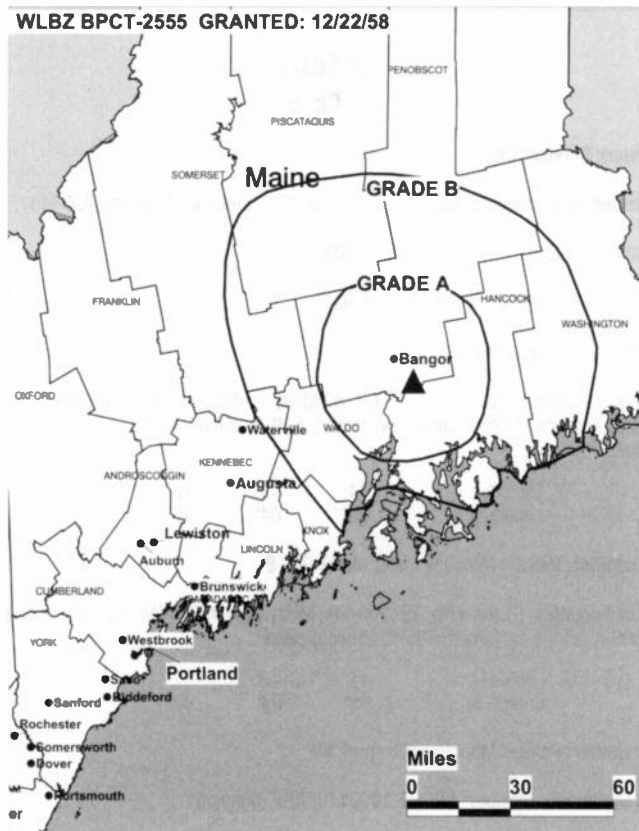 WLBZ BPCT-2555 GRANTED: 12/22/58
PENOBSCOT
PISCATAQUIS
SOMERSET
Maine
GRADE B
GRADE A
HANCOCK
FRANKLIN
WASHINGTON
Bangor
OXFORD
Waterville
WALDO
KENNEBEC
ANDROSCOGGIN
Augusta
KNOX
Lewiston
LINCOLN
Auburn
Brunswick
CUMBERLAND
YORK
Westbrook
Portland
Saco
Biddeford
Sanford
Rochester
Somersworth
Dover
Miles
Portsmouth
0 30 60
er